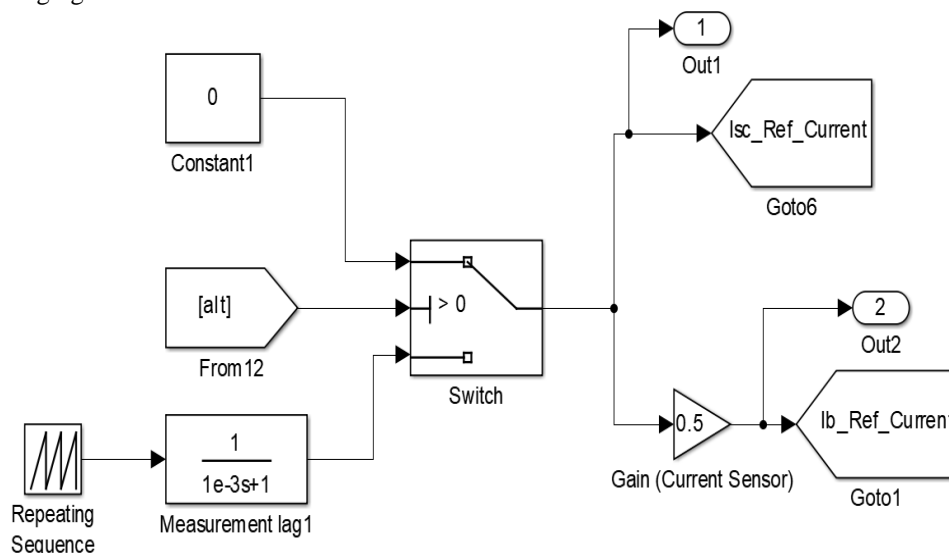 1
Out1
0
Constant1
Isc_Ref_Current
Goto6
[alt]
From12
> 0
Switch
2
Out2
0.5
Gain (Current Sensor)
Ib_Ref_Current
Goto1
1
1e-3s+1
Measurement lag1
Repeating
Sequence